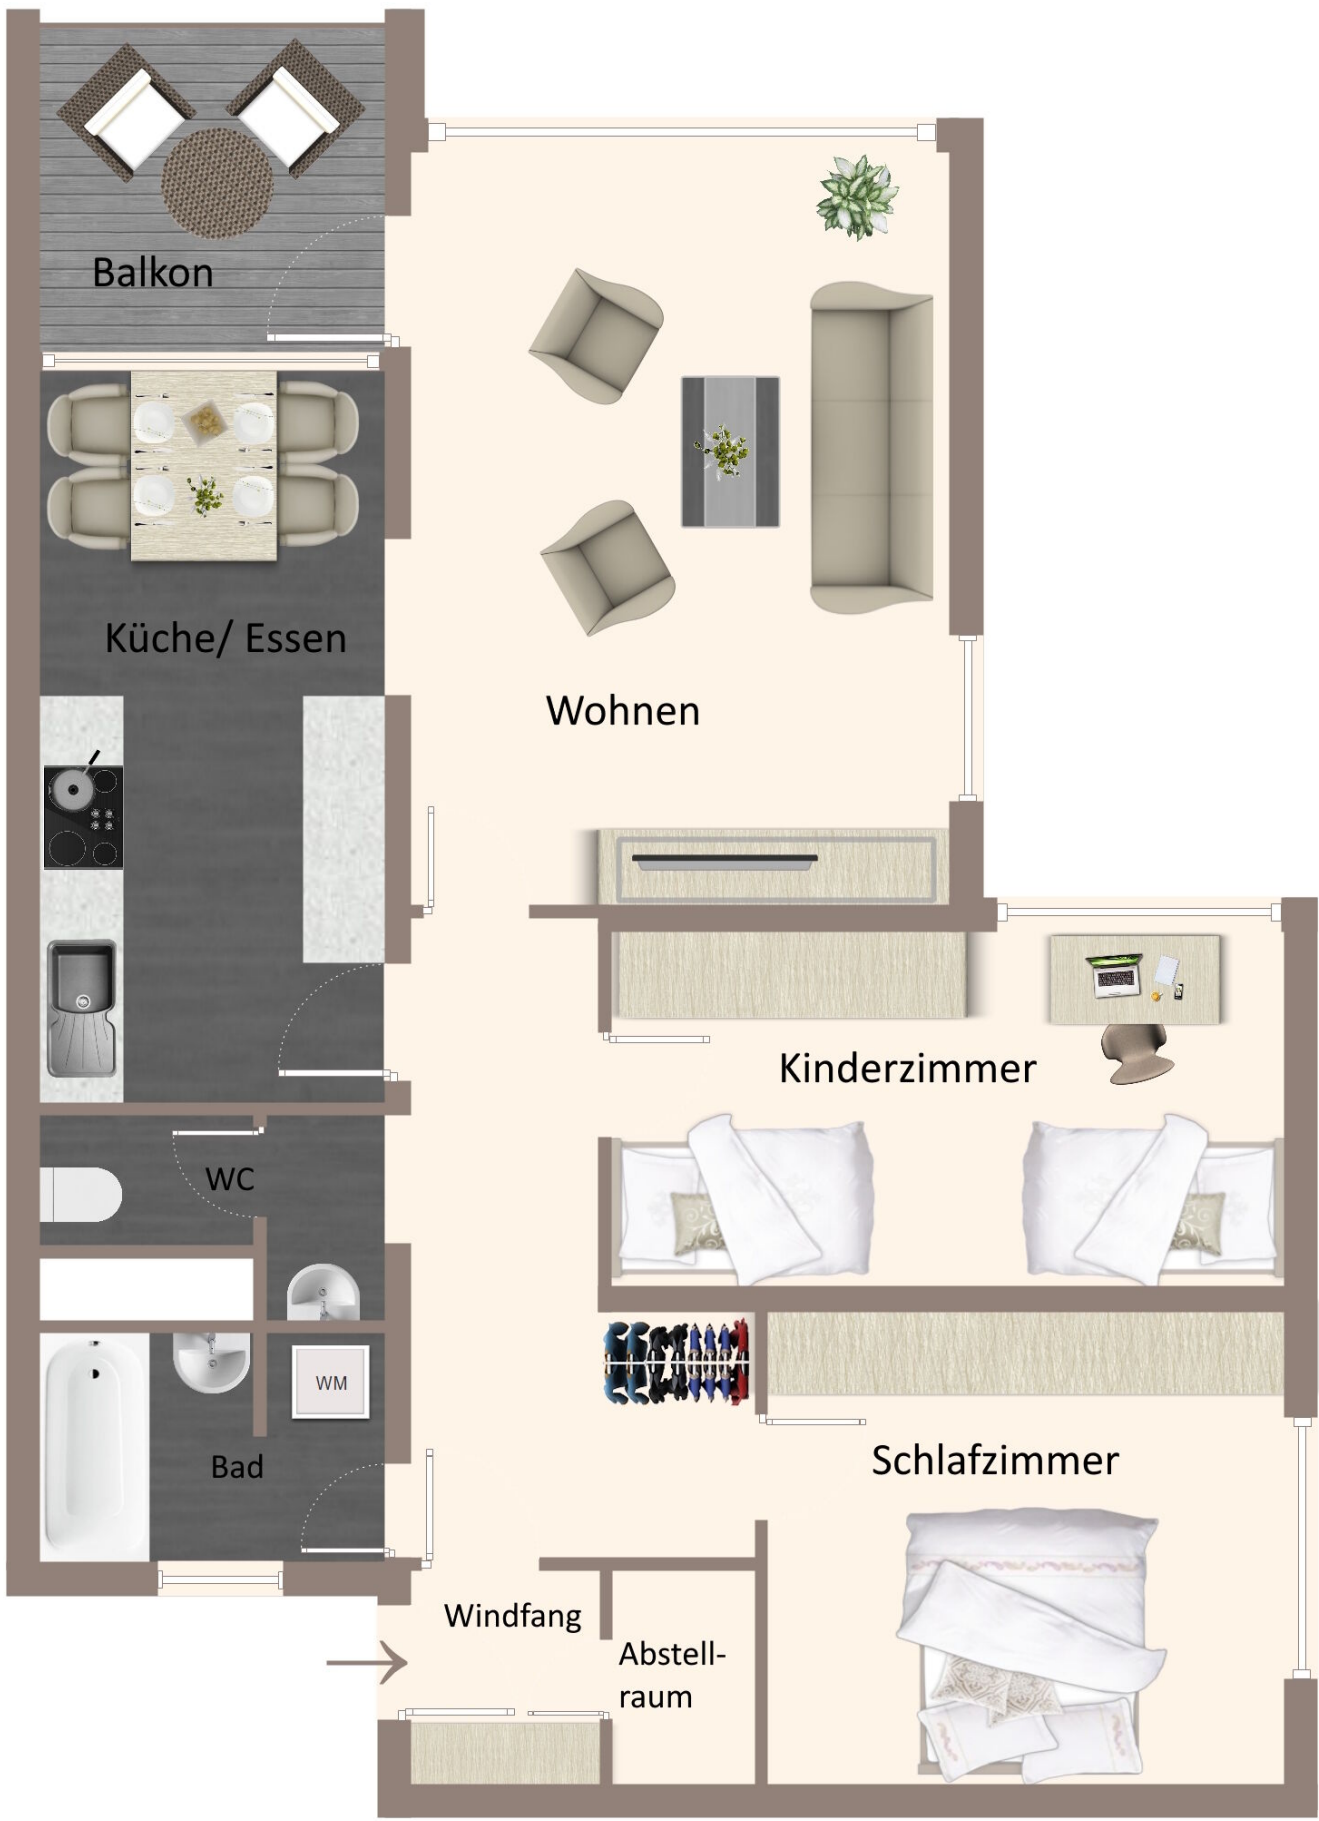 Balkon
Küche/ Essen
Wohnen
Kinderzimmer
WC
WM
Bad
Schlafzimmer
Windfang
Abstell-
raum